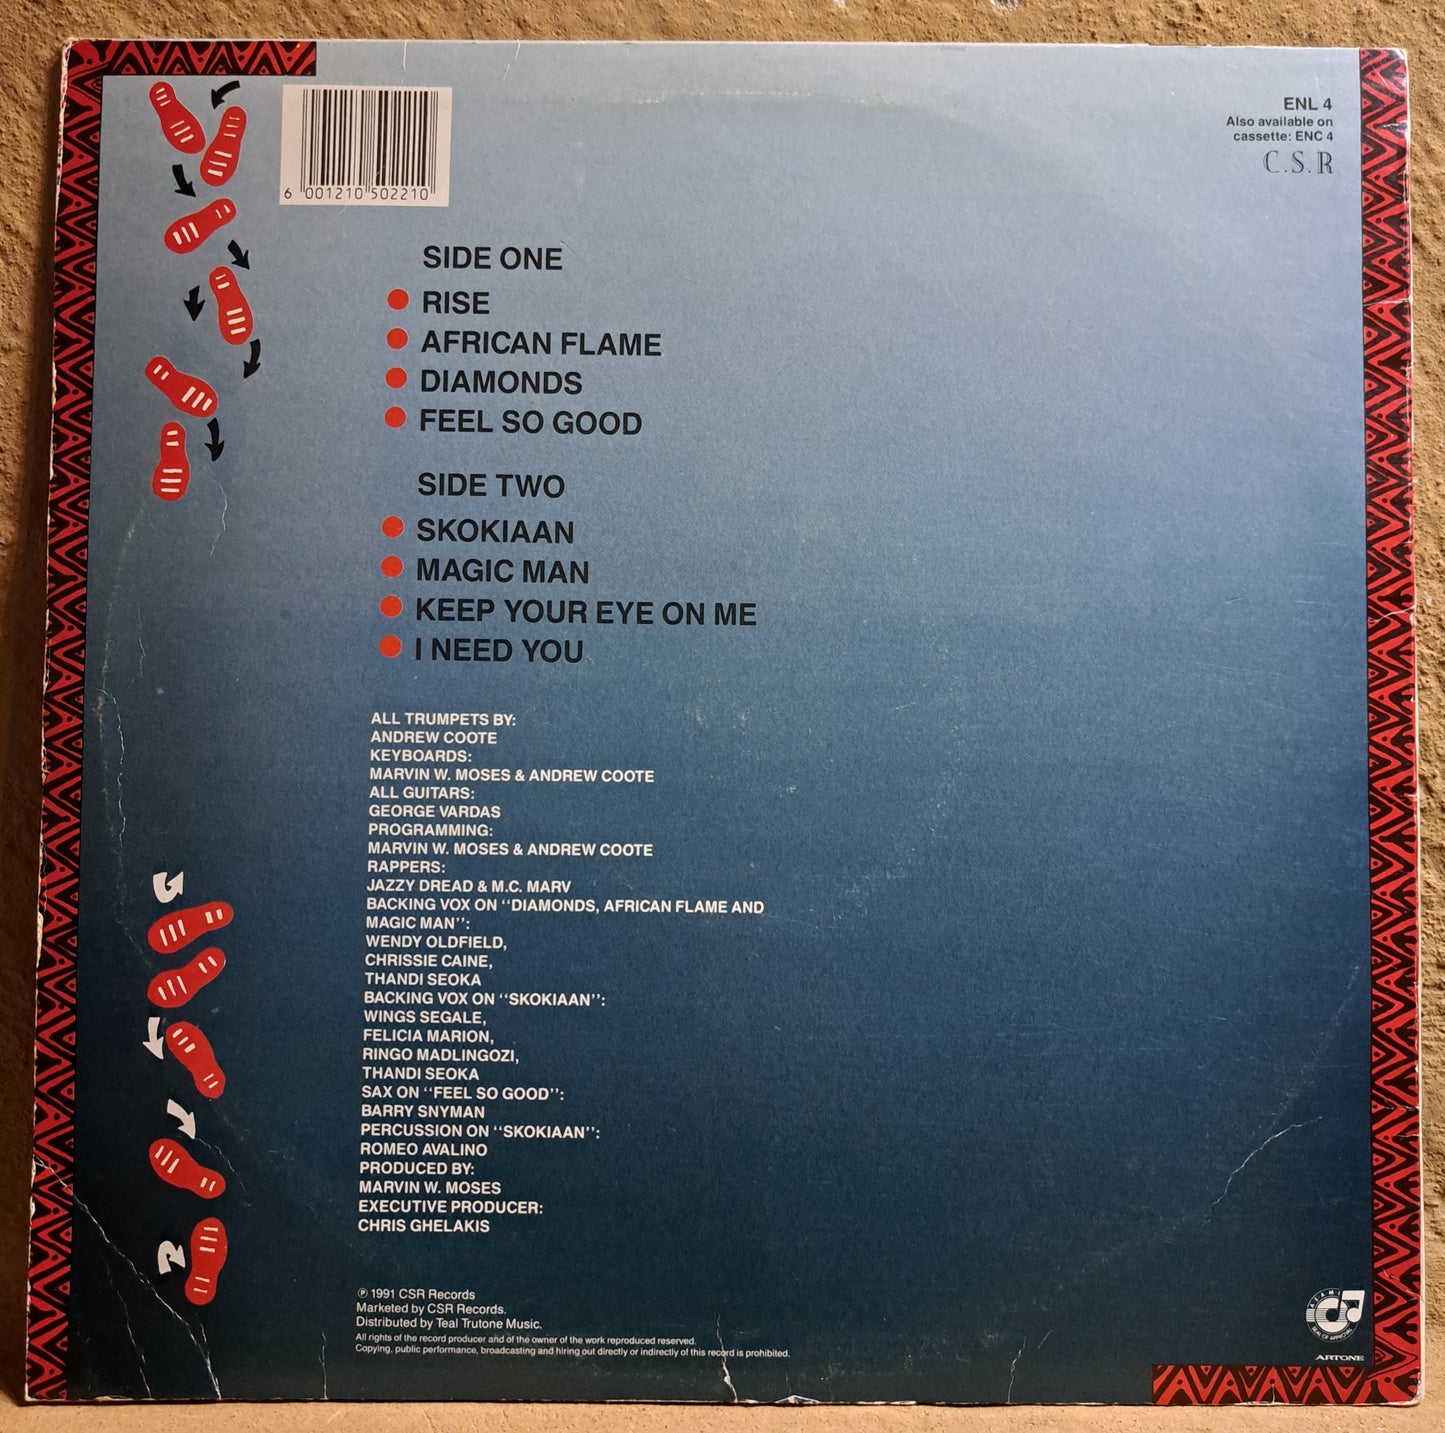 6 001210 502210
ENL 4
Also available on
cassette: ENC 4
C.S.R
SIDE ONE
RISE
AFRICAN FLAME
DIAMONDS
FEEL SO GOOD
SIDE TWO
SKOKIAAN
MAGIC MAN
KEEP YOUR EYE ON ME
I NEED YOU
ALL TRUMPETS BY:
ANDREW COOTE
KEYBOARDS:
MARVIN W. MOSES & ANDREW COOTE
ALL GUITARS:
GEORGE VARDAS
PROGRAMMING:
MARVIN W. MOSES & ANDREW COOTE
RAPPERS:
JAZZY DREAD & M.C. MARV
BACKING VOX ON "DIAMONDS, AFRICAN FLAME AND
MAGIC MAN":
WENDY OLDFIELD,
CHRISSIE CAINE,
THANDI SEOKA
BACKING VOX ON "SKOKIAAN":
WINGS SEGALE,
FELICIA MARION,
RINGO MADLINGOZI,
THANDI SEOKA
SAX ON "FEEL SO GOOD":
BARRY SNYMAN
PERCUSSION ON "SKOKIAAN":
ROMEO AVALINO
PRODUCED BY:
MARVIN W. MOSES
EXECUTIVE PRODUCER:
CHRIS GHELAKIS
℗ 1991 CSR Records
Marketed by CSR Records.
Distributed by Teal Trutone Music.
All rights of the record producer and of the owner of the work reproduced reserved.
Copying, public performance, broadcasting and hiring out directly or indirectly of this record is prohibited.
ASAMI
SEAL OF APPROVAL
ARTONE